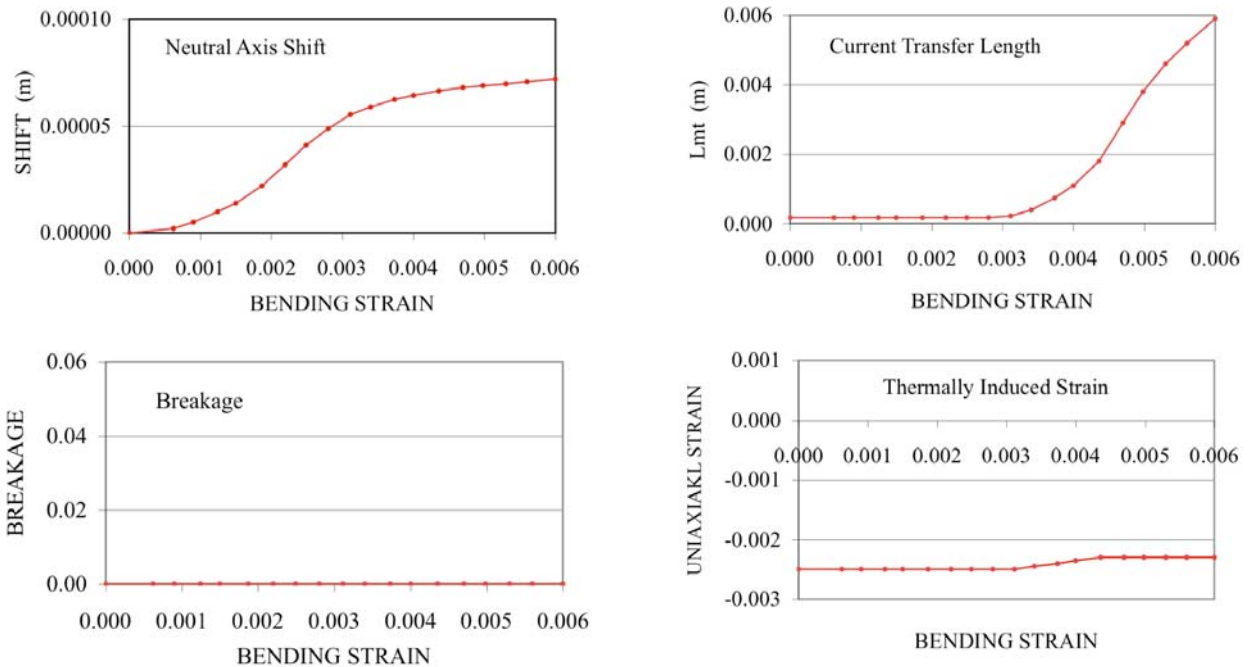 0.00010
Neutral Axis Shift
SHIFT (m)
0.00005
0.00000
0.000 0.001 0.002 0.003 0.004 0.005 0.006
BENDING STRAIN
0.006
Current Transfer Length
Lmt (m)
0.004
0.002
0.000
0.000 0.001 0.002 0.003 0.004 0.005 0.006
BENDING STRAIN
0.06
Breakage
BREAKAGE
0.04
0.02
0.00
0.000 0.001 0.002 0.003 0.004 0.005 0.006
BENDING STRAIN
0.001
Thermally Induced Strain
UNIAXIAKL STRAIN
0.000
0.000 0.001 0.002 0.003 0.004 0.005 0.006
-0.001
-0.002
-0.003
BENDING STRAIN